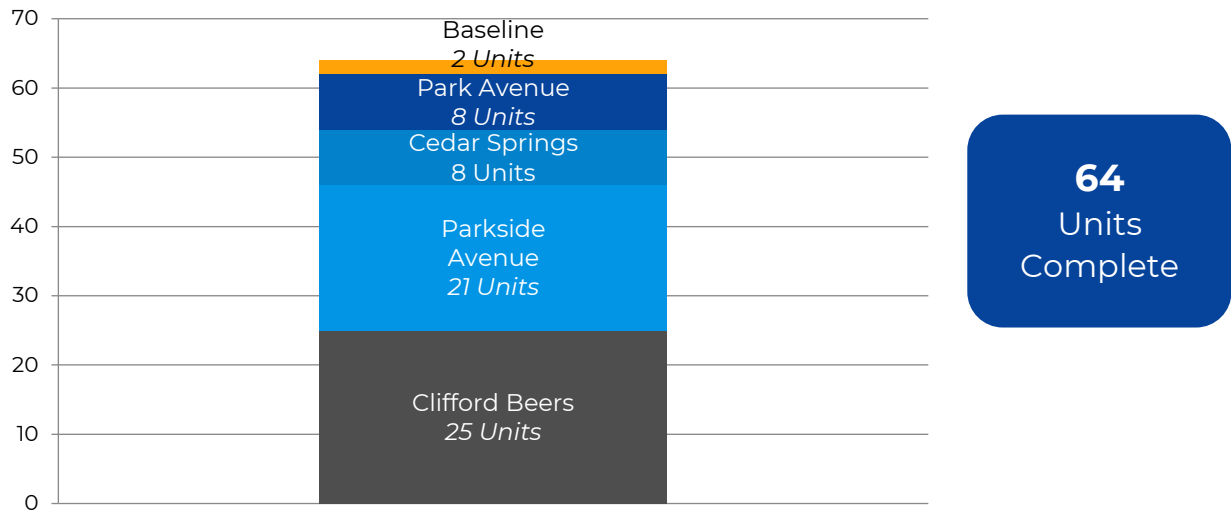 70
60
50
40
30
20
10
0
Baseline
2 Units
Park Avenue
8 Units
Cedar Springs
8 Units
Parkside
Avenue
21 Units
Clifford Beers
25 Units
64
Units
Complete